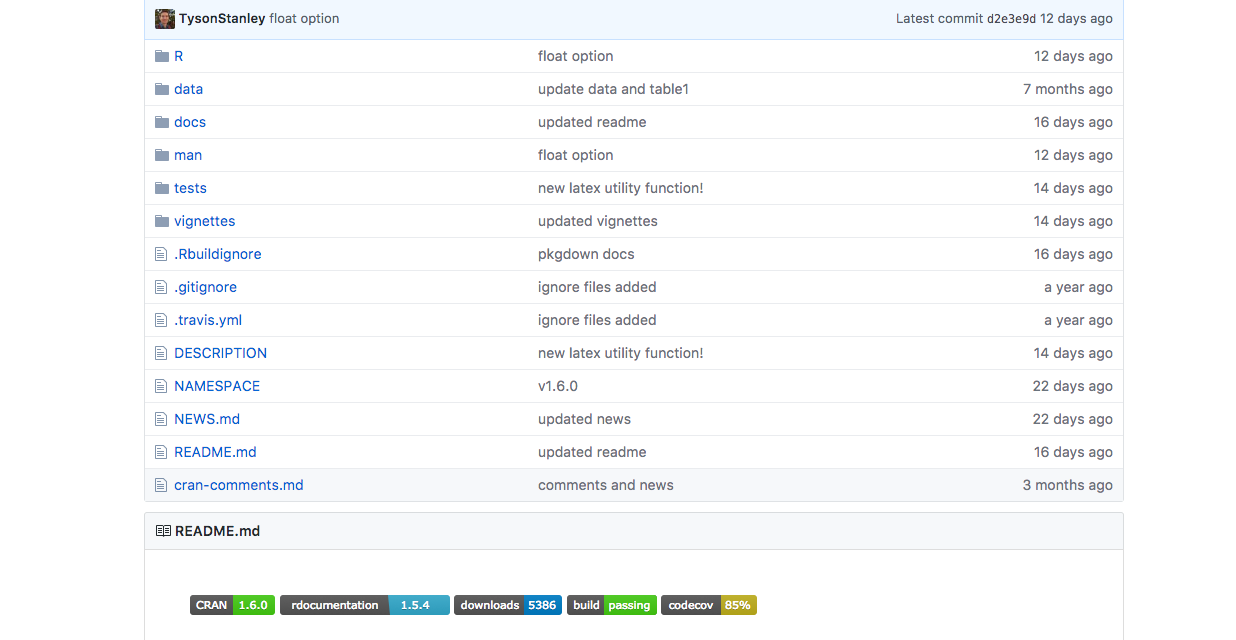 TysonStanley float option Latest commit d2e3e9d 12 days ago
R float option 12 days ago
data update data and table1 7 months ago
docs updated readme 16 days ago
man float option 12 days ago
tests new latex utility function! 14 days ago
vignettes updated vignettes 14 days ago
.Rbuildignore pkgdown docs 16 days ago
.gitignore ignore files added a year ago
.travis.yml ignore files added a year ago
DESCRIPTION new latex utility function! 14 days ago
NAMESPACE v1.6.0 22 days ago
NEWS.md updated news 22 days ago
README.md updated readme 16 days ago
cran-comments.md comments and news 3 months ago
README.md
CRAN 1.6.0 rdocumentation 1.5.4 downloads 5386 build passing codecov 85%